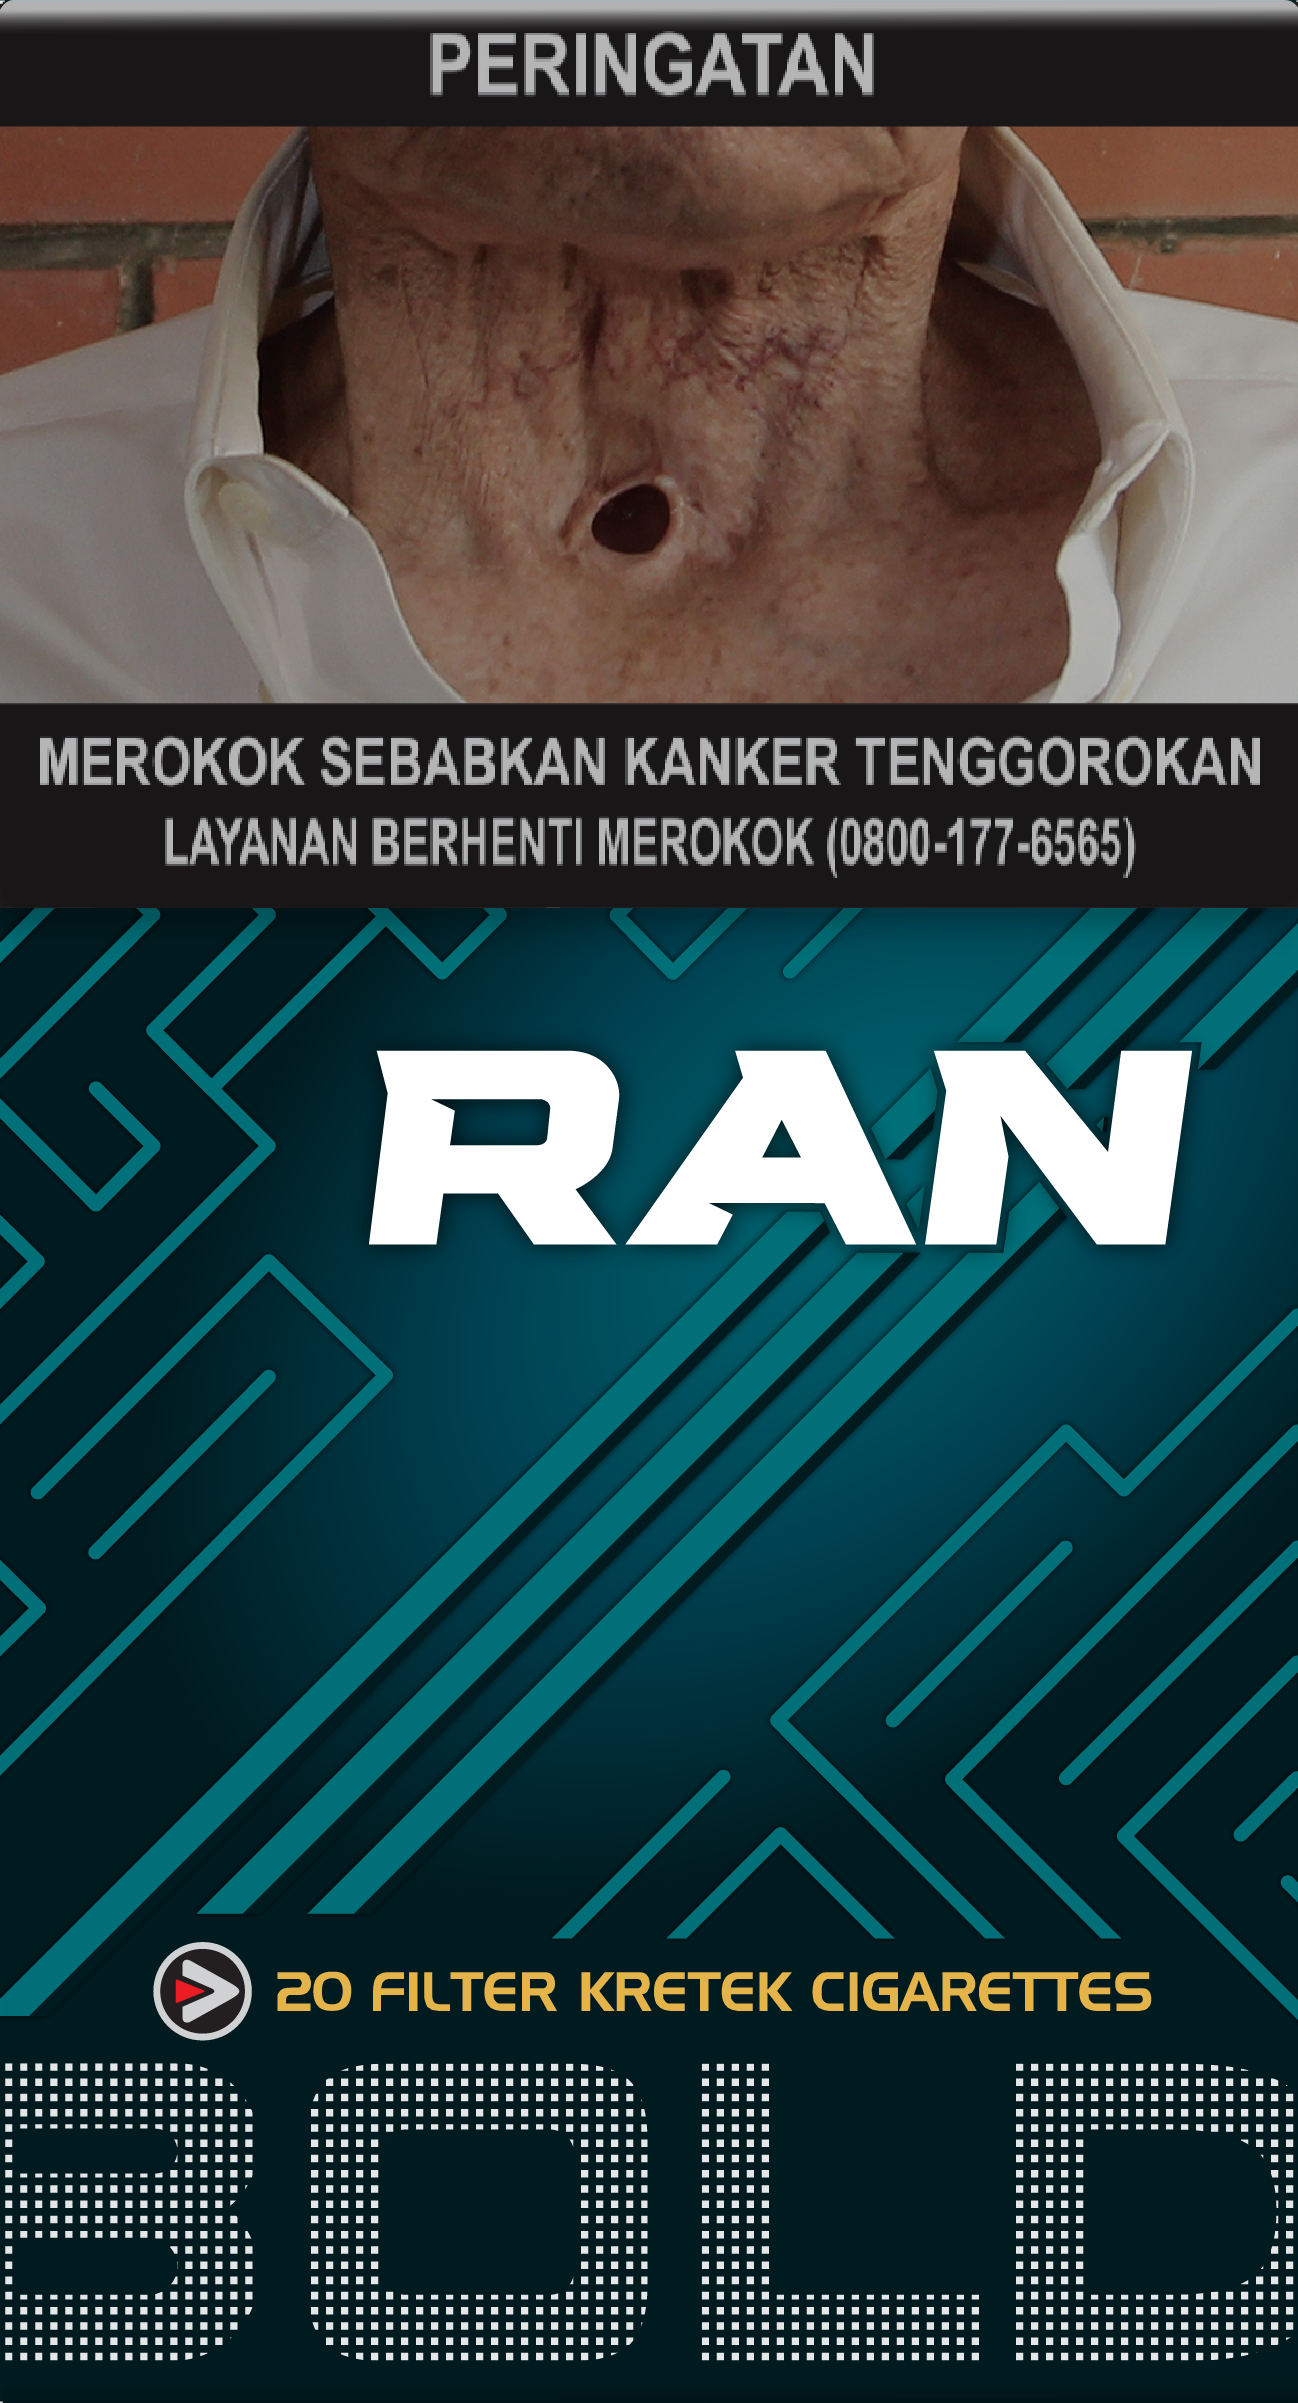 PERINGATAN
MEROKOK SEBABKAN KANKER TENGGOROKAN
LAYANAN BERHENTI MEROKOK (0800-177-6565)
RAN
20 FILTER KRETEK CIGARETTES
BOLD